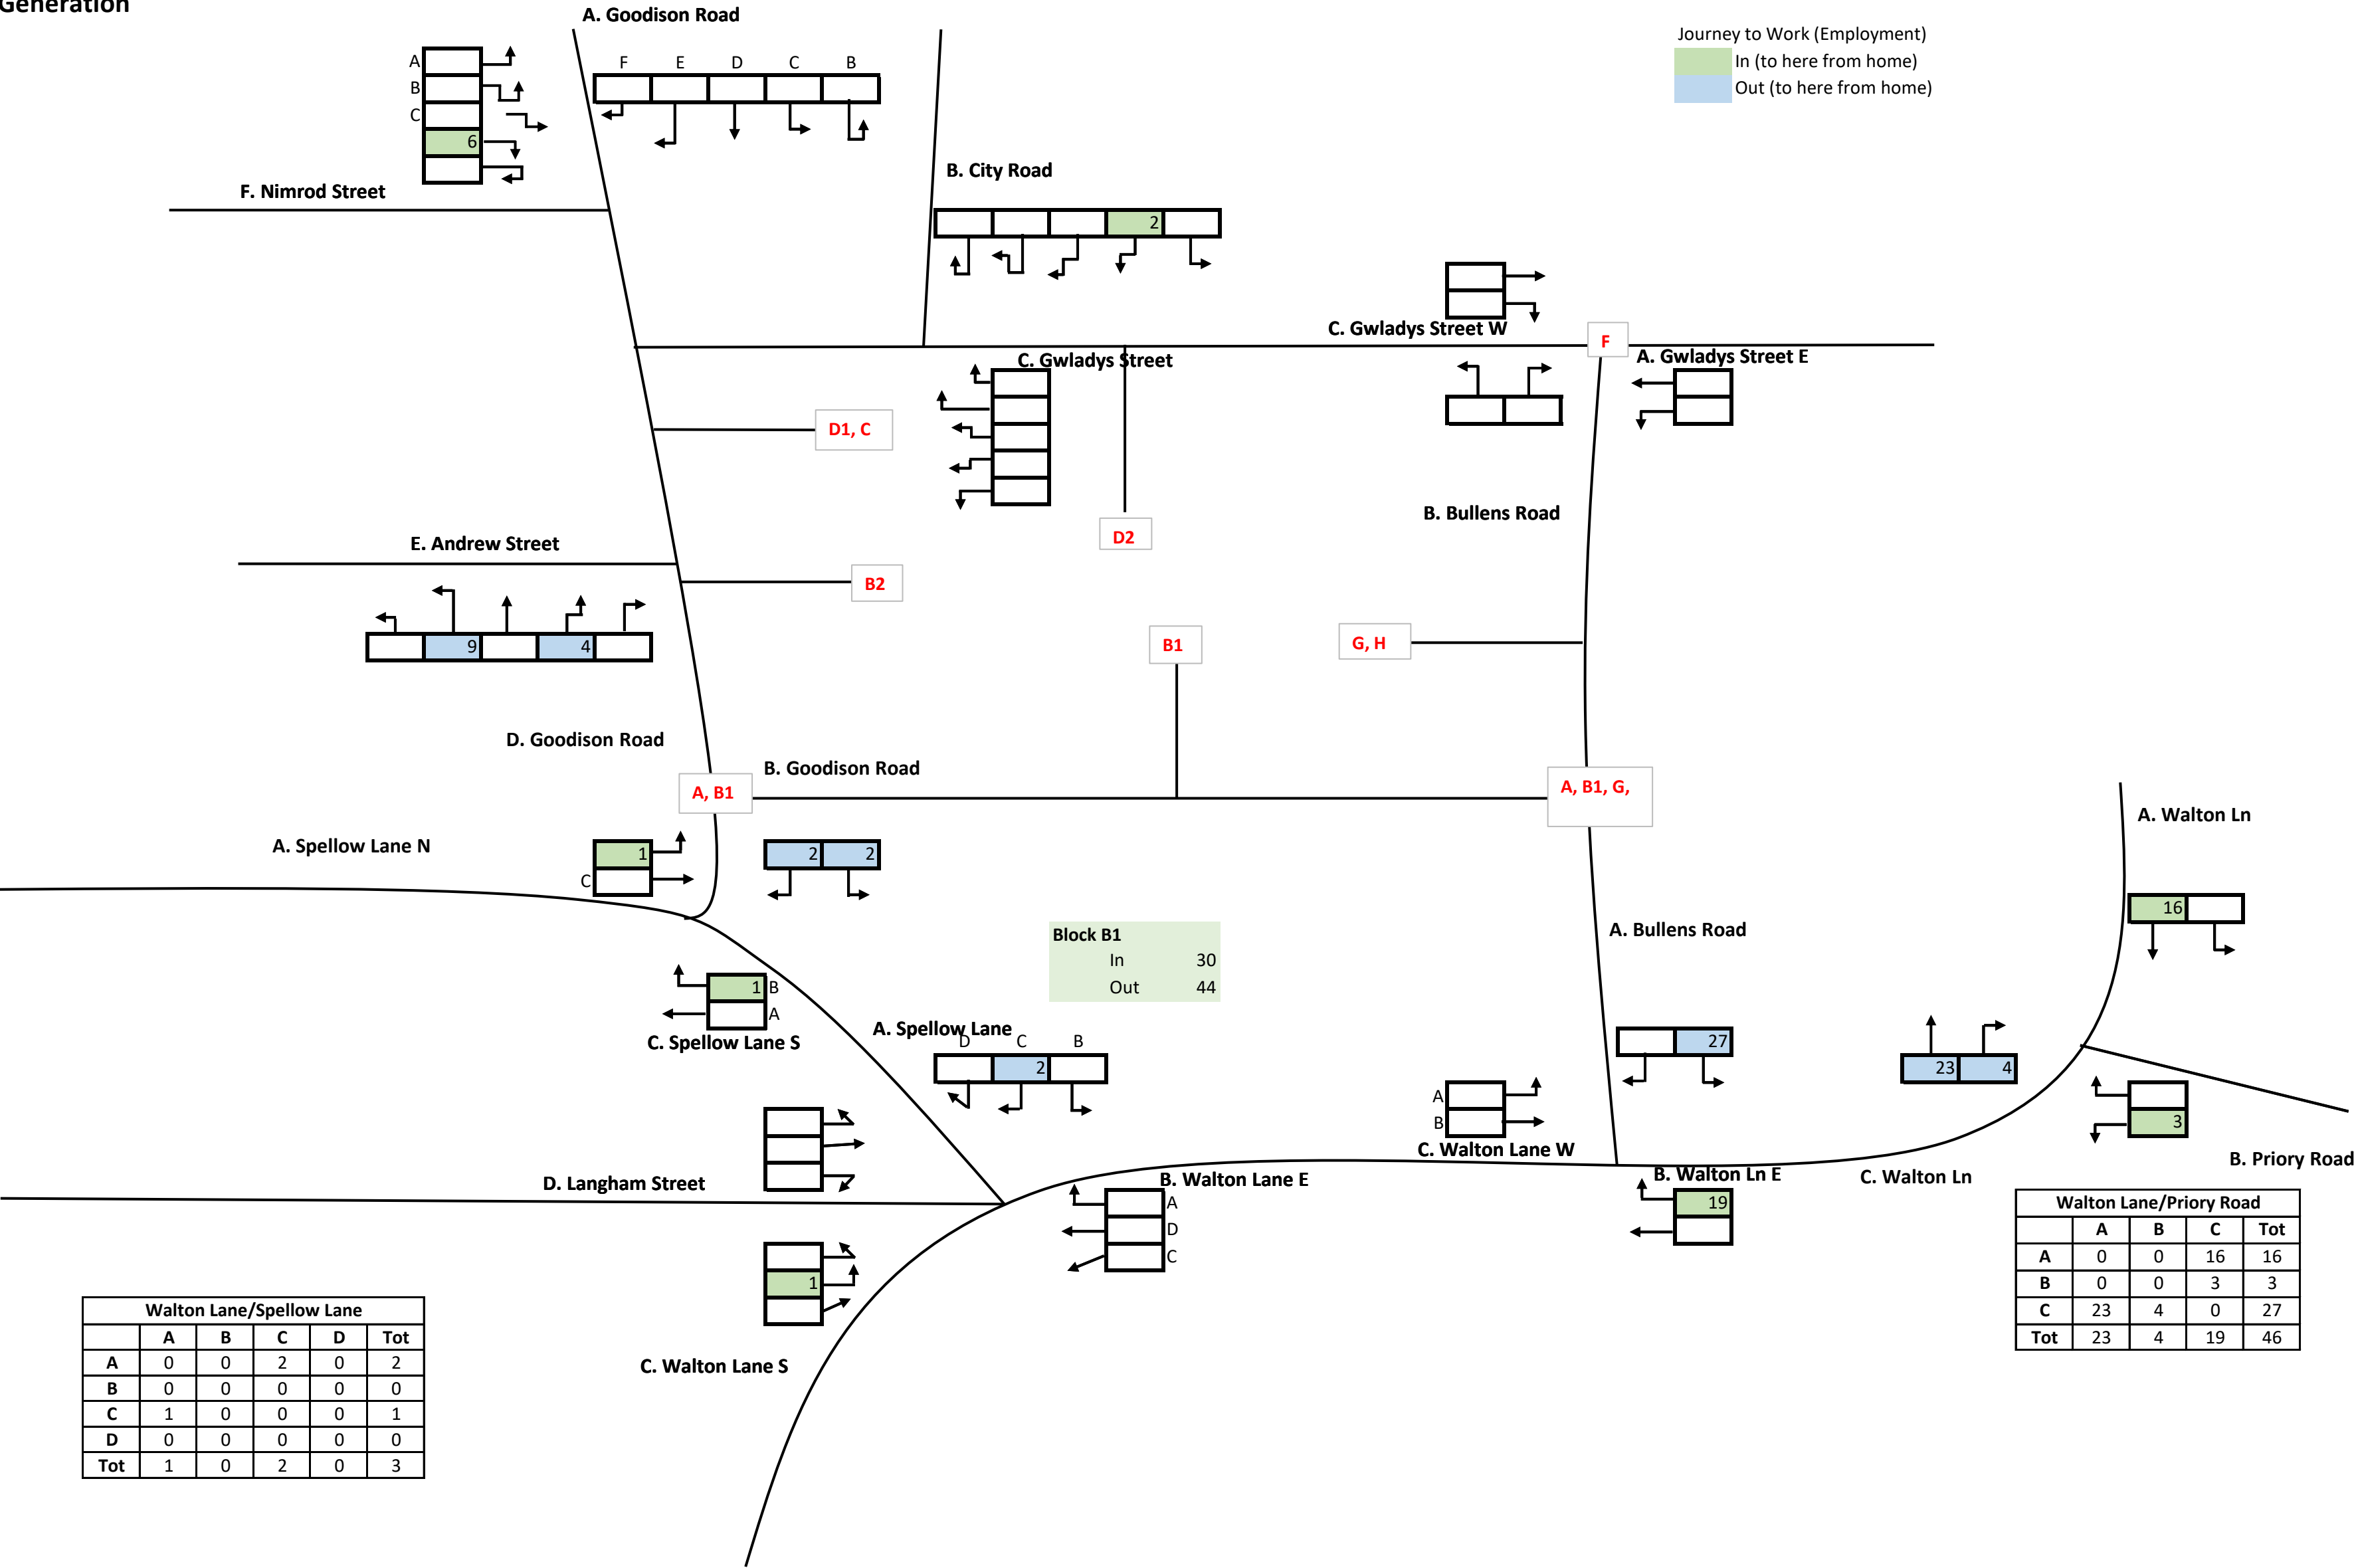 Generation
A. Goodison Road
Journey to Work (Employment)
In (to here from home)
Out (to here from home)
F E D C B
A
B
C
6
F. Nimrod Street
B. City Road
2
C. Gwladys Street W
F
A. Gwladys Street E
C. Gwladys Street
D1, C
B. Bullens Road
D2
E. Andrew Street
B2
9 4
B1
G, H
D. Goodison Road
B. Goodison Road
A, B1
A, B1, G,
A. Walton Ln
A. Spellow Lane N
1
C
2 2
16
A. Bullens Road
Block B1
In 30
Out 44
1 B
A
C. Spellow Lane S
A. Spellow Lane
D C B
2
27
23 4
A
B
C. Walton Lane W
3
B. Priory Road
D. Langham Street
B. Walton Lane E
A
D
C
B. Walton Ln E
19
C. Walton Ln
1
C. Walton Lane S
Walton Lane/Priory Road
A B C Tot
A 0 0 16 16
B 0 0 3 3
C 23 4 0 27
Tot 23 4 19 46
Walton Lane/Spellow Lane
A B C D Tot
A 0 0 2 0 2
B 0 0 0 0 0
C 1 0 0 0 1
D 0 0 0 0 0
Tot 1 0 2 0 3